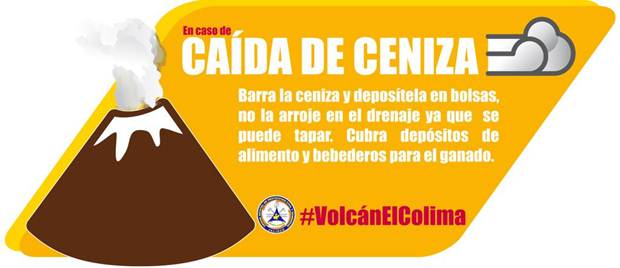 En caso de
CAÍDA DE CENIZA
Barra la ceniza y deposítela en bolsas,
no la arroje en el drenaje ya que se
puede tapar. Cubra depósitos de
alimento y bebederos para el ganado.
#VolcánElColima